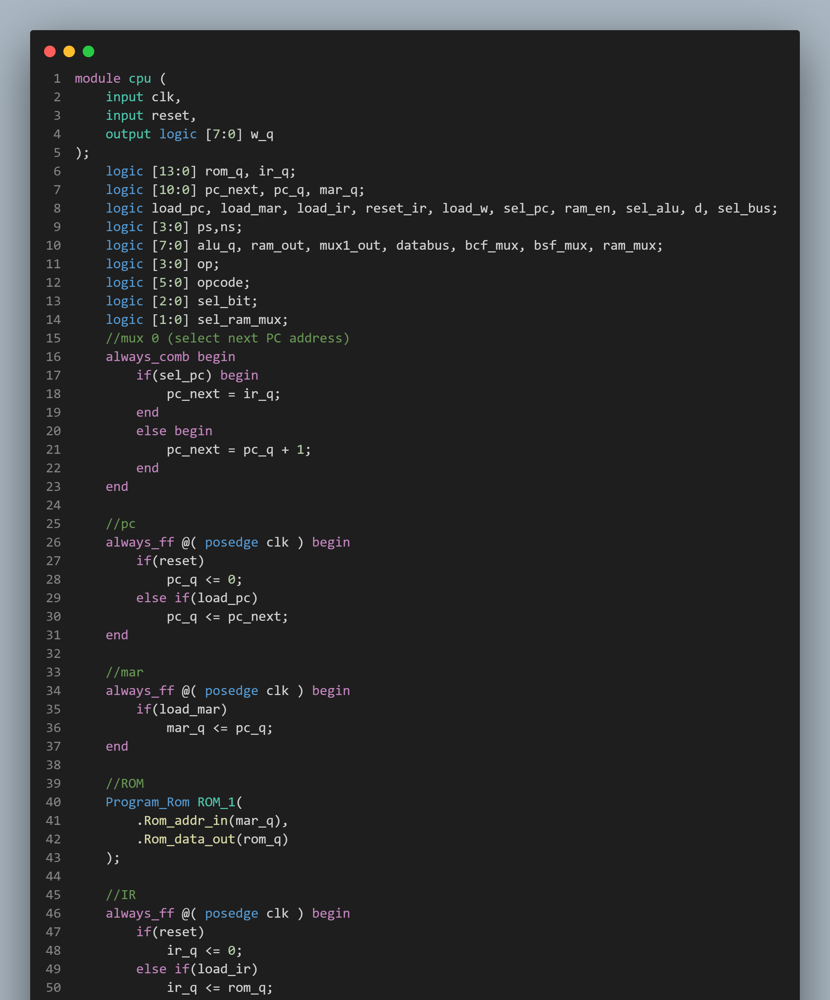 1 module cpu (
2     input clk,
3     input reset,
4     output logic [7:0] w_q
5 );
6     logic [13:0] rom_q, ir_q;
7     logic [10:0] pc_next, pc_q, mar_q;
8     logic load_pc, load_mar, load_ir, reset_ir, load_w, sel_pc, ram_en, sel_alu, d, sel_bus;
9     logic [3:0] ps,ns;
10     logic [7:0] alu_q, ram_out, mux1_out, databus, bcf_mux, bsf_mux, ram_mux;
11     logic [3:0] op;
12     logic [5:0] opcode;
13     logic [2:0] sel_bit;
14     logic [1:0] sel_ram_mux;
15     //mux 0 (select next PC address)
16     always_comb begin
17         if(sel_pc) begin
18             pc_next = ir_q;
19         end
20         else begin
21             pc_next = pc_q + 1;
22         end
23     end
24
25     //pc
26     always_ff @( posedge clk ) begin
27         if(reset)
28             pc_q <= 0;
29         else if(load_pc)
30             pc_q <= pc_next;
31     end
32
33     //mar
34     always_ff @( posedge clk ) begin
35         if(load_mar)
36             mar_q <= pc_q;
37     end
38
39     //ROM
40     Program_Rom ROM_1(
41         .Rom_addr_in(mar_q),
42         .Rom_data_out(rom_q)
43     );
44
45     //IR
46     always_ff @( posedge clk ) begin
47         if(reset)
48             ir_q <= 0;
49         else if(load_ir)
50             ir_q <= rom_q;